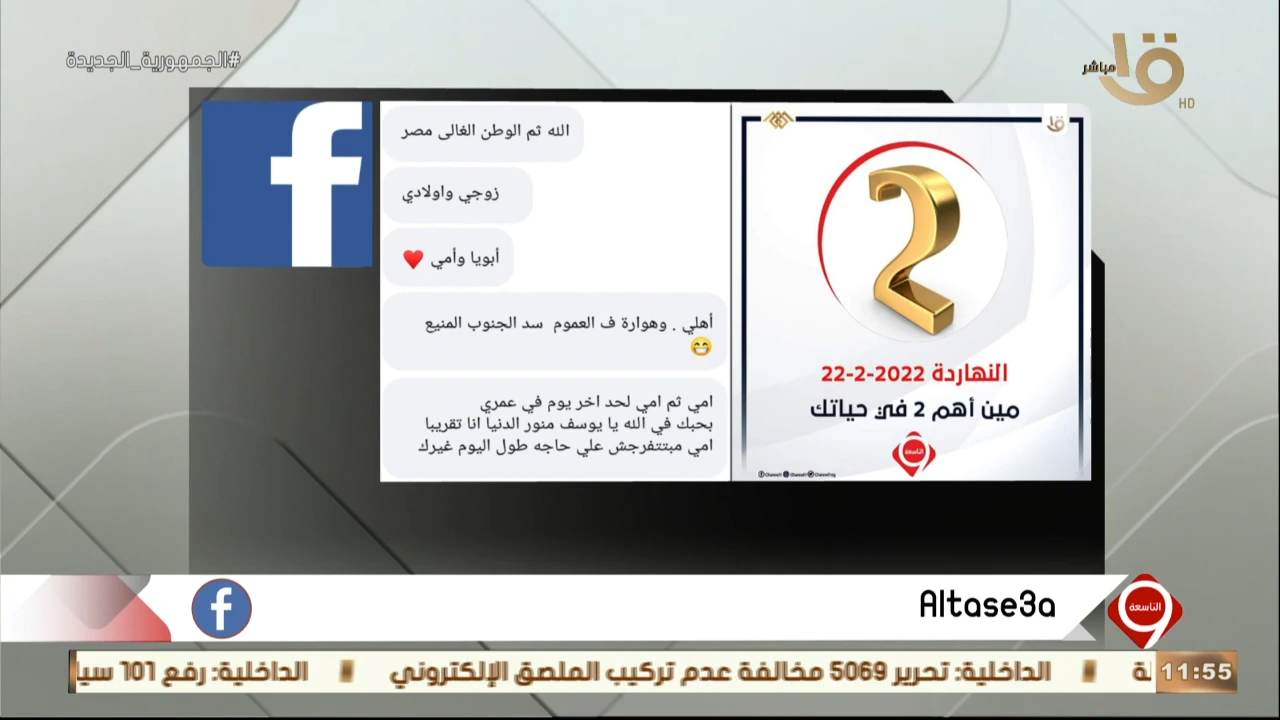 #الجمهورية_الجديدة
مباشر
HD
الله ثم الوطن الغالى مصر
زوجي واولادي
أبويا وأمي ❤️
أهلي . وهوارة ف العموم سد الجنوب المنيع
😁
امي ثم امي لحد اخر يوم في عمري
بحبك في الله يا يوسف منور الدنيا انا تقريبا
امي مبتتفرجش علي حاجه طول اليوم غيرك
2
النهاردة 2022-2-22
مين أهم 2 في حياتك
التاسعة
Altase3a
التاسعة
11:55
لة
الداخلية: تحرير 5069 مخالفة عدم تركيب الملصق الإلكتروني
الداخلية: رفع 101 سيا